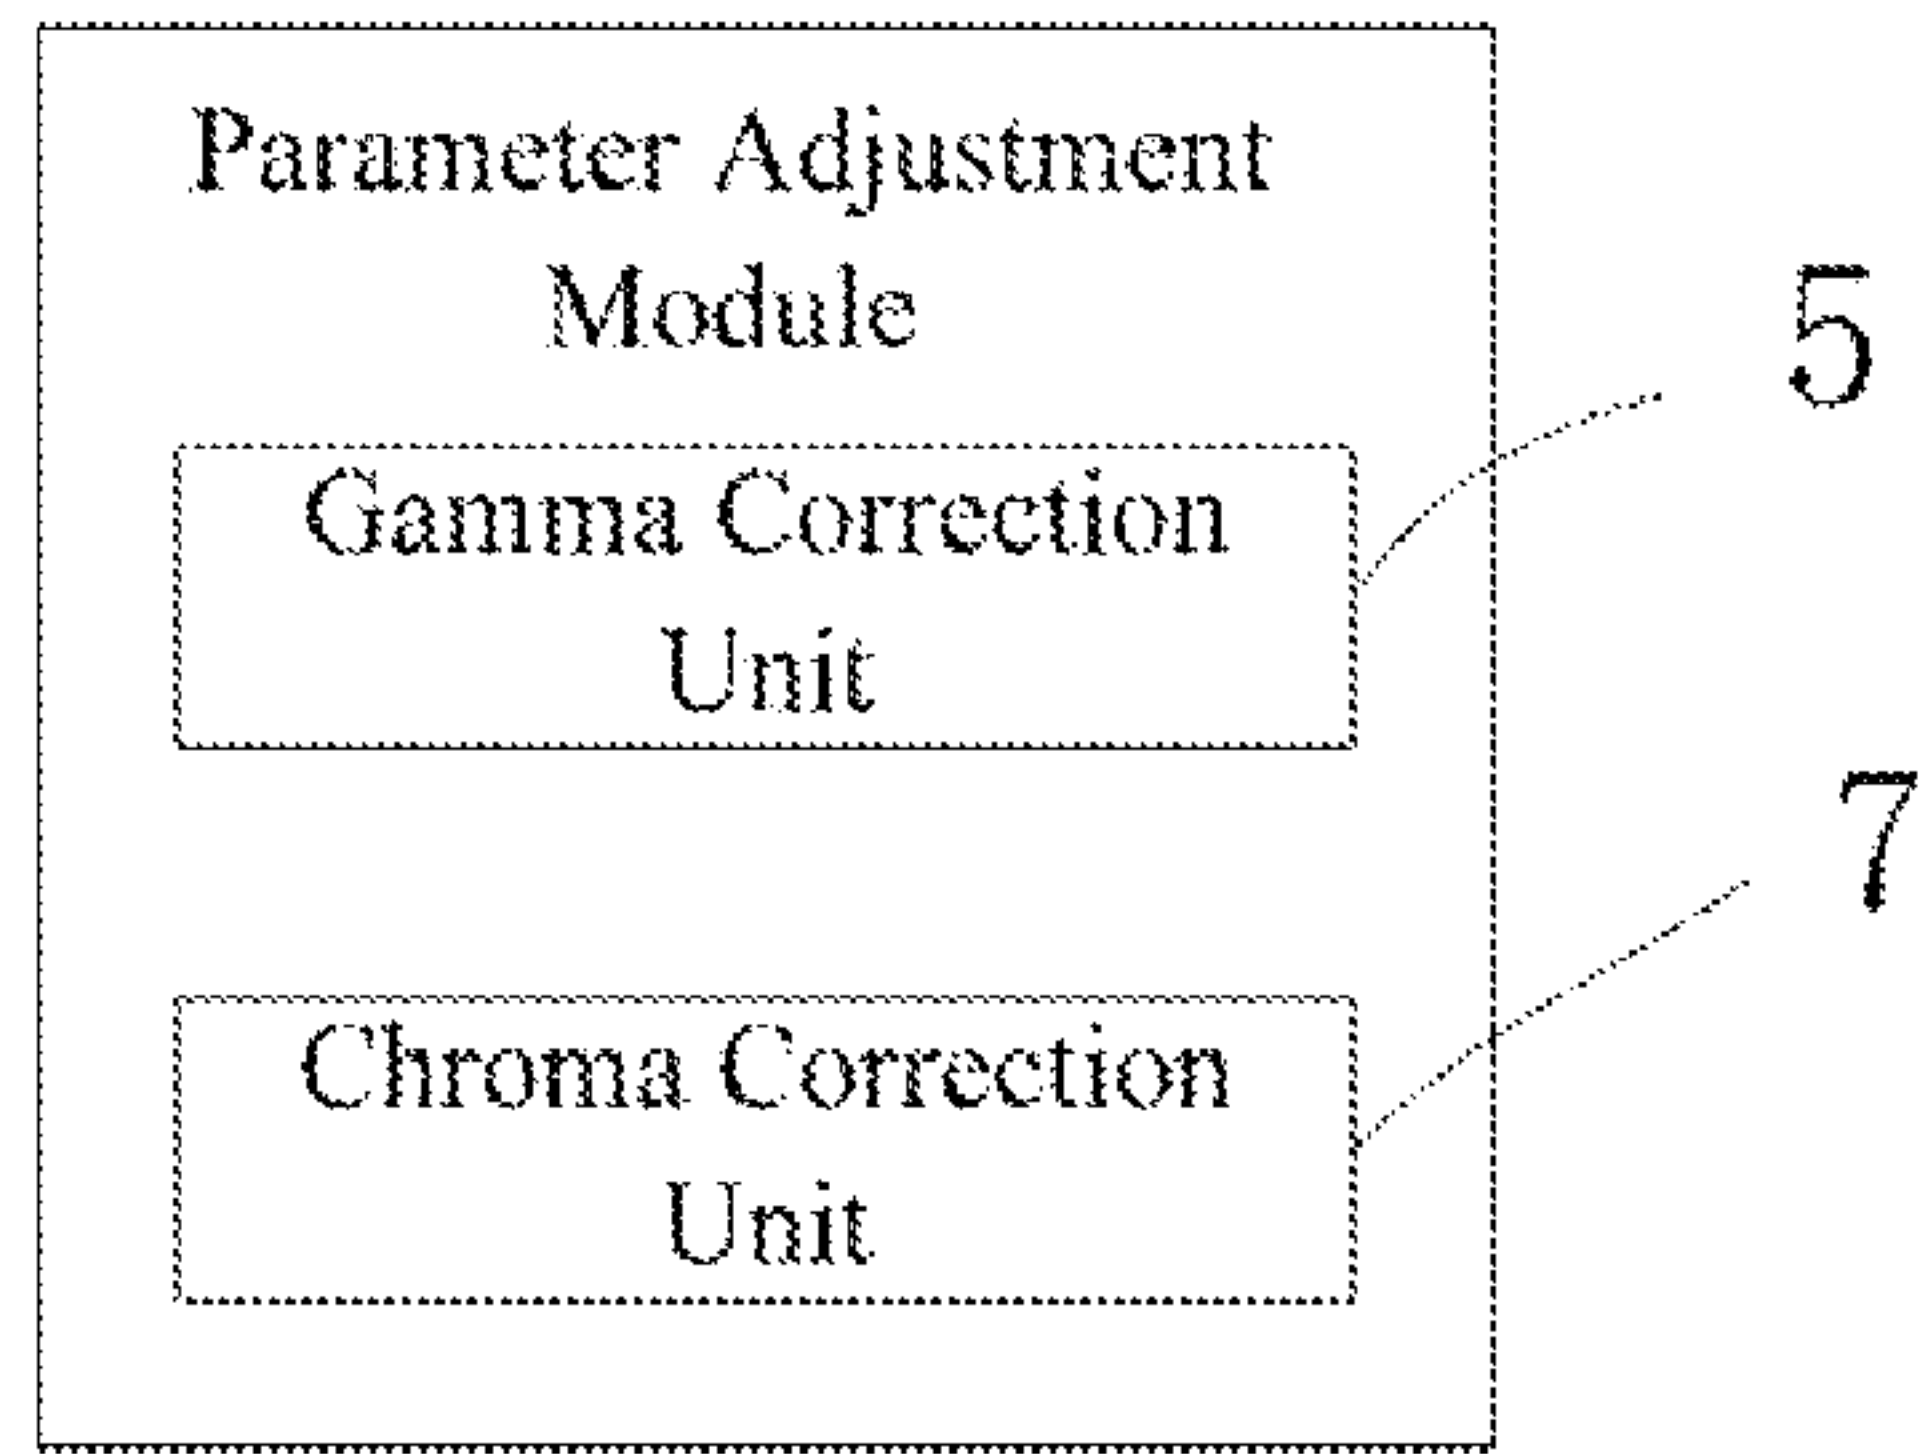 Parameter Adjustment
Module
5
Gamma Correction
Unit
7
Chroma Correction
Unit